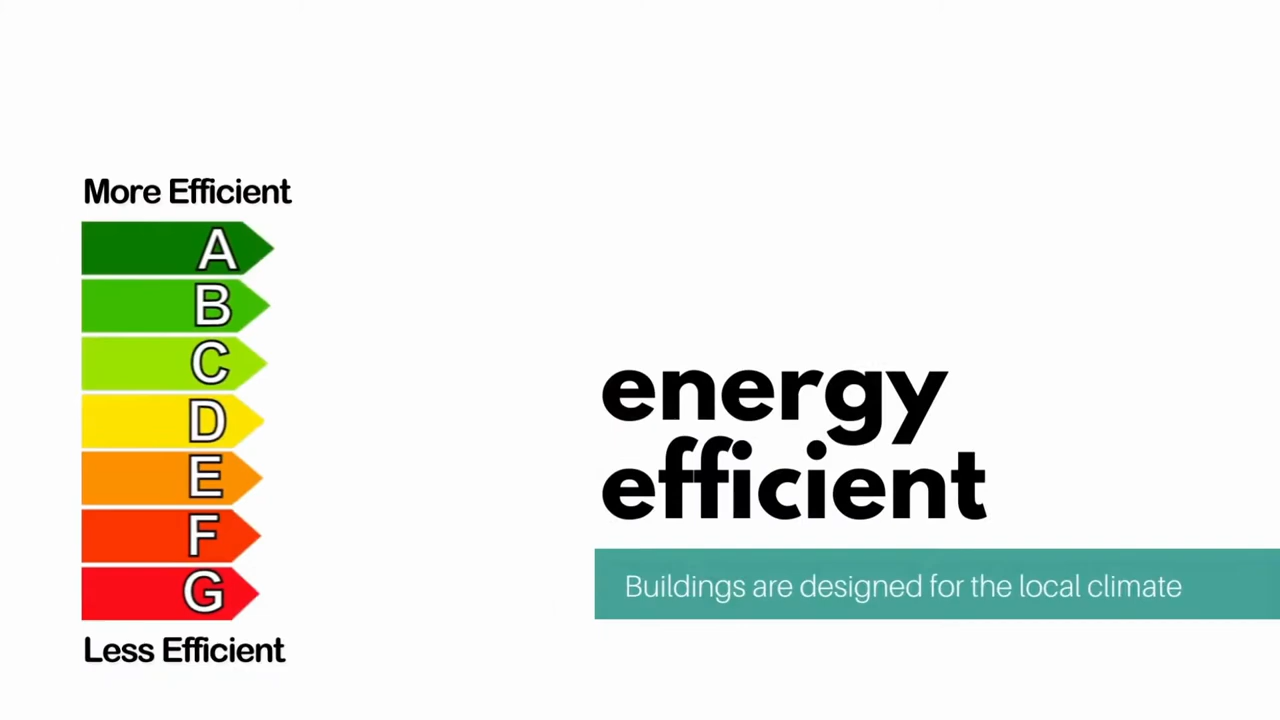 More Efficient
A
B
C
D
E
F
G
Less Efficient
energy
efficient
Buildings are designed for the local climate